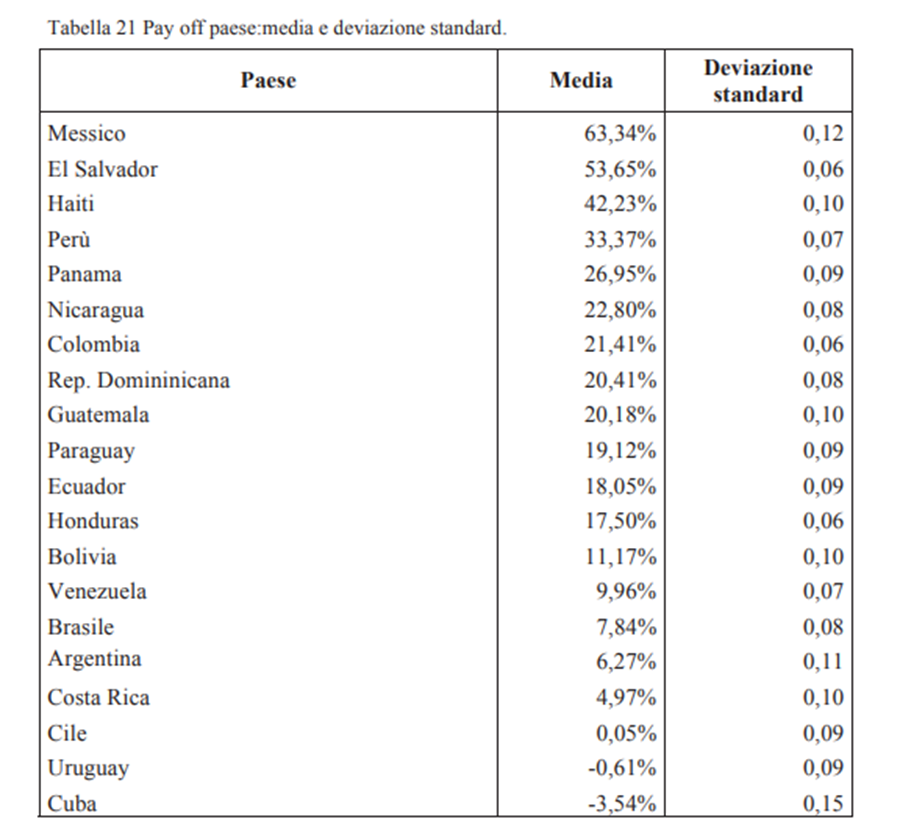 Tabella 21 Pay off paese:media e deviazione standard.
Paese Media Deviazione standard
Messico 63,34% 0,12
El Salvador 53,65% 0,06
Haiti 42,23% 0,10
Perù 33,37% 0,07
Panama 26,95% 0,09
Nicaragua 22,80% 0,08
Colombia 21,41% 0,06
Rep. Domininicana 20,41% 0,08
Guatemala 20,18% 0,10
Paraguay 19,12% 0,09
Ecuador 18,05% 0,09
Honduras 17,50% 0,06
Bolivia 11,17% 0,10
Venezuela 9,96% 0,07
Brasile 7,84% 0,08
Argentina 6,27% 0,11
Costa Rica 4,97% 0,10
Cile 0,05% 0,09
Uruguay -0,61% 0,09
Cuba -3,54% 0,15